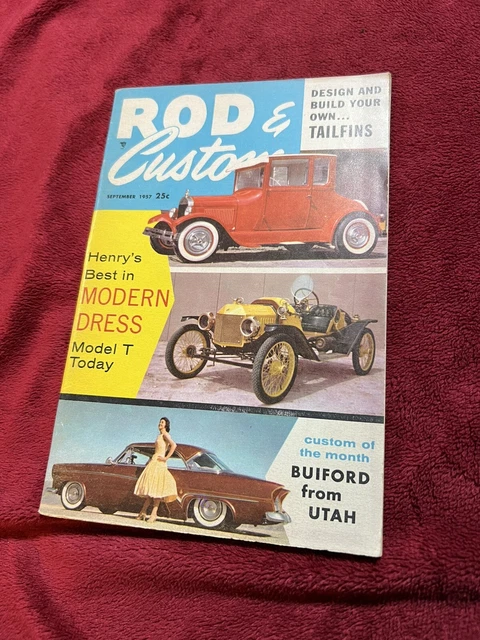 ROD &
Custom
SEPTEMBER 1957 25¢
DESIGN AND
BUILD YOUR
OWN...
TAILFINS
Henry's
Best in
MODERN
DRESS
Model T
Today
custom of
the month
BUIFORD
from
UTAH